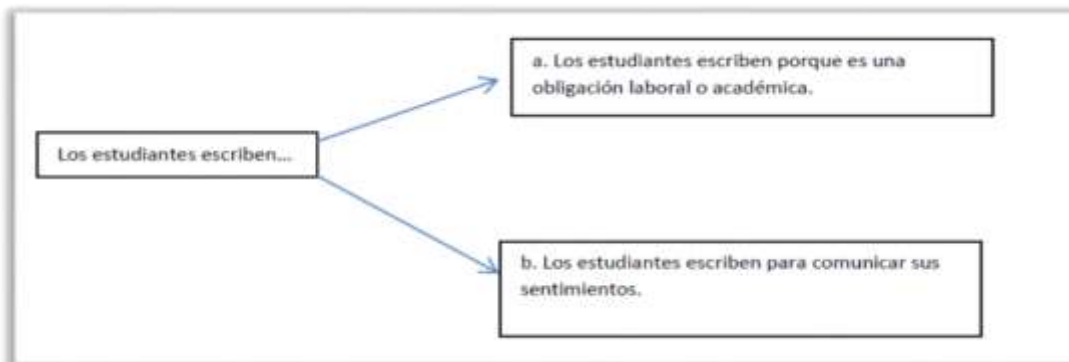 a. Los estudiantes escriben porque es una
obligación laboral o académica.
Los estudiantes escriben...
b. Los estudiantes escriben para comunicar sus
sentimientos.